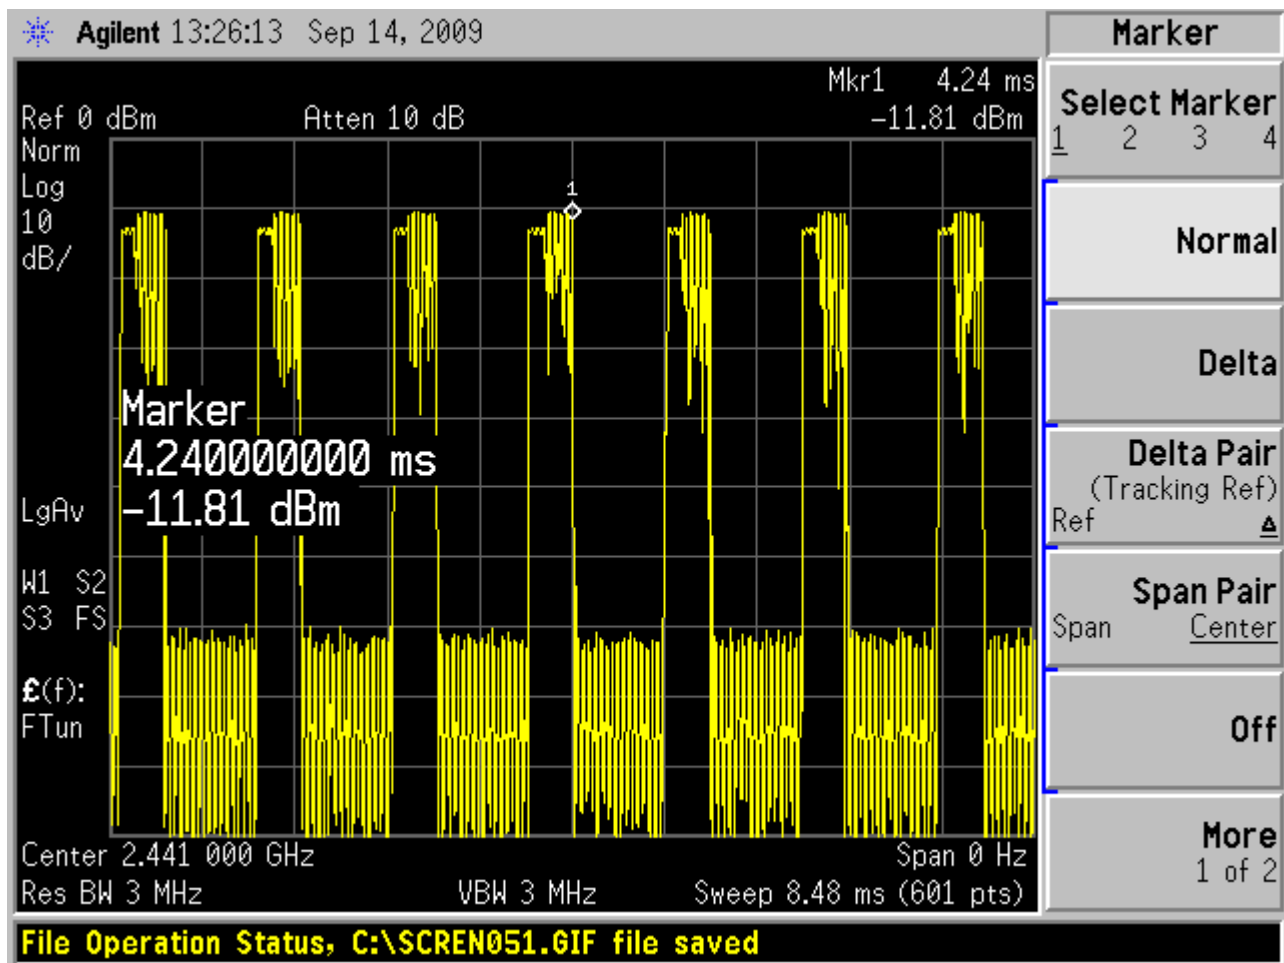 Agilent 13:26:13 Sep 14, 2009
Marker
Mkr1 4.24 ms
Ref 0 dBm Atten 10 dB -11.81 dBm
Norm
Log
10
dB/
1
Marker
4.240000000 ms
-11.81 dBm
LgAv
W1 S2
S3 FS
£(f):
FTun
Center 2.441 000 GHz Span 0 Hz
Res BW 3 MHz VBW 3 MHz Sweep 8.48 ms (601 pts)
File Operation Status, C:\SCREN051.GIF file saved
Select Marker
1 2 3 4
Normal
Delta
Delta Pair
(Tracking Ref)
Ref Δ
Span Pair
Span Center
Off
More
1 of 2